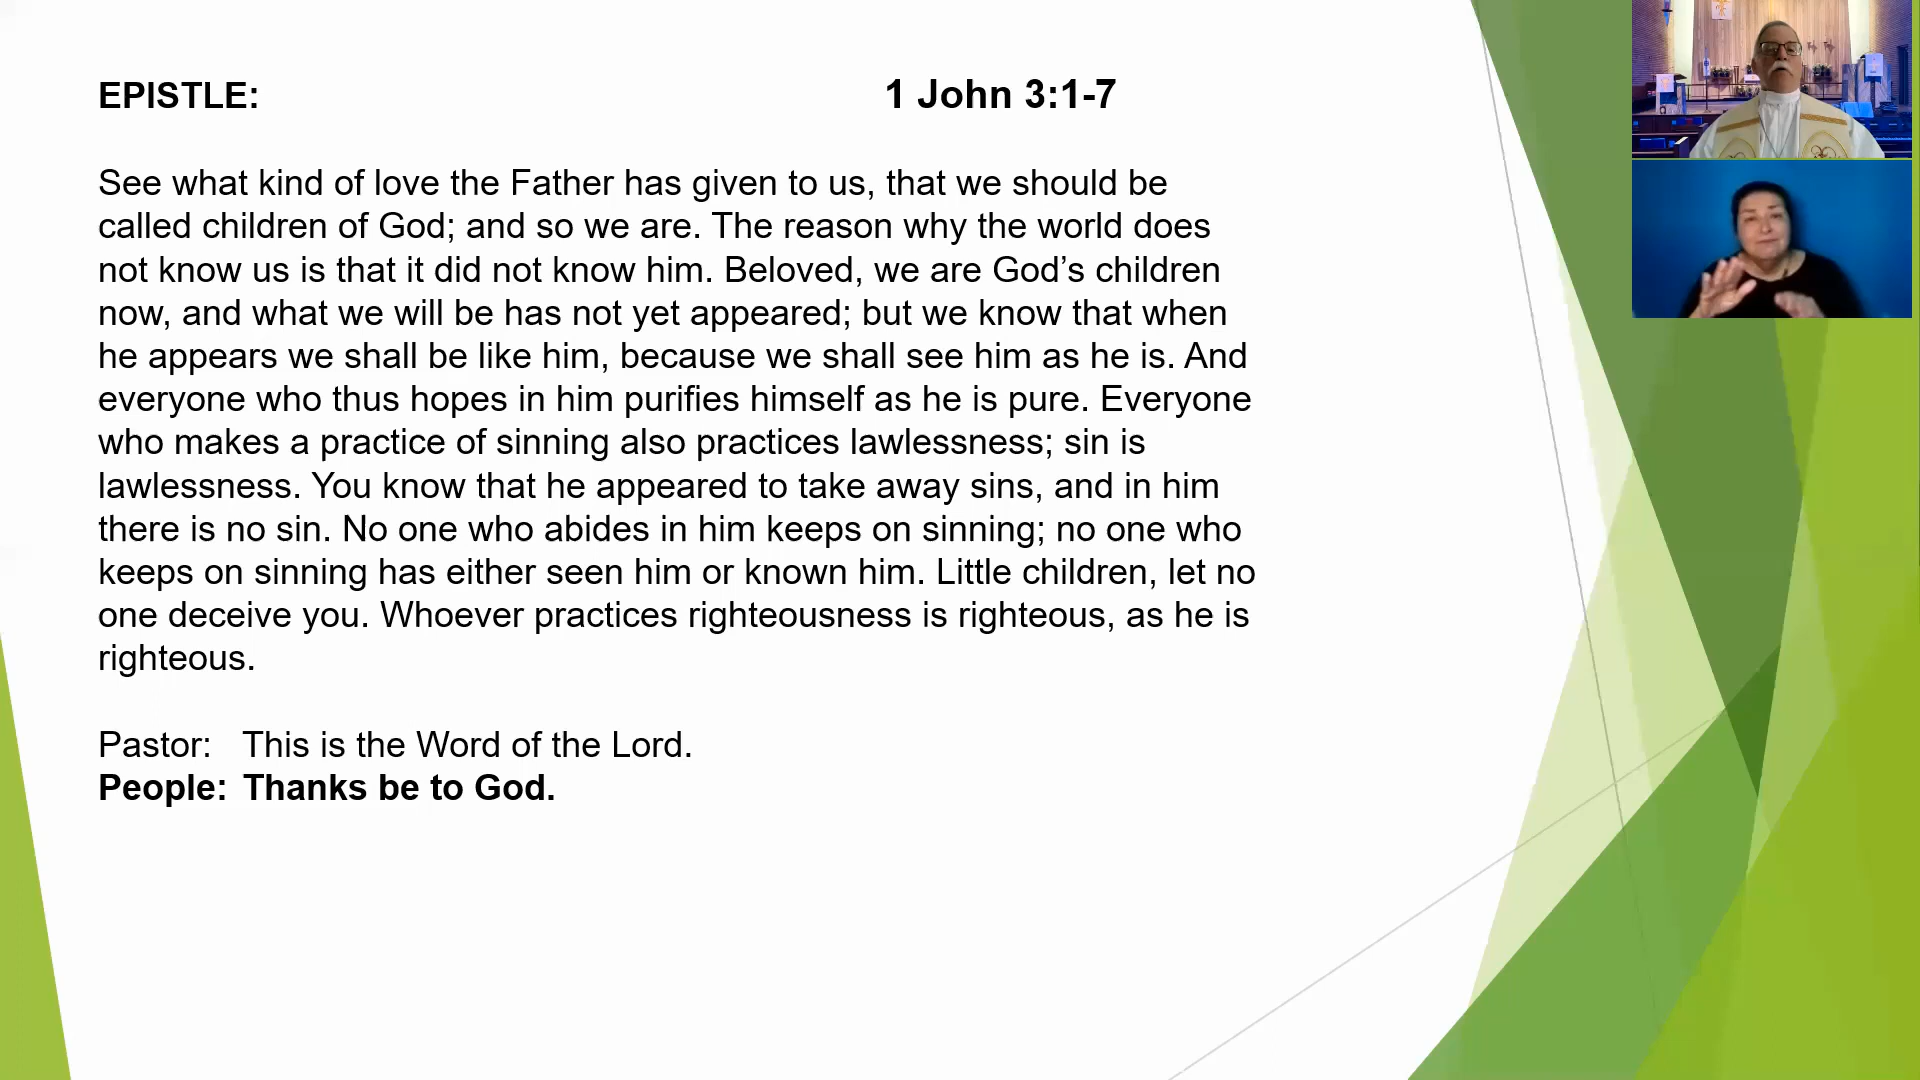 EPISTLE: 1 John 3:1-7
See what kind of love the Father has given to us, that we should be
called children of God; and so we are. The reason why the world does
not know us is that it did not know him. Beloved, we are God’s children
now, and what we will be has not yet appeared; but we know that when
he appears we shall be like him, because we shall see him as he is. And
everyone who thus hopes in him purifies himself as he is pure. Everyone
who makes a practice of sinning also practices lawlessness; sin is
lawlessness. You know that he appeared to take away sins, and in him
there is no sin. No one who abides in him keeps on sinning; no one who
keeps on sinning has either seen him or known him. Little children, let no
one deceive you. Whoever practices righteousness is righteous, as he is
righteous.
Pastor: This is the Word of the Lord.
People: Thanks be to God.